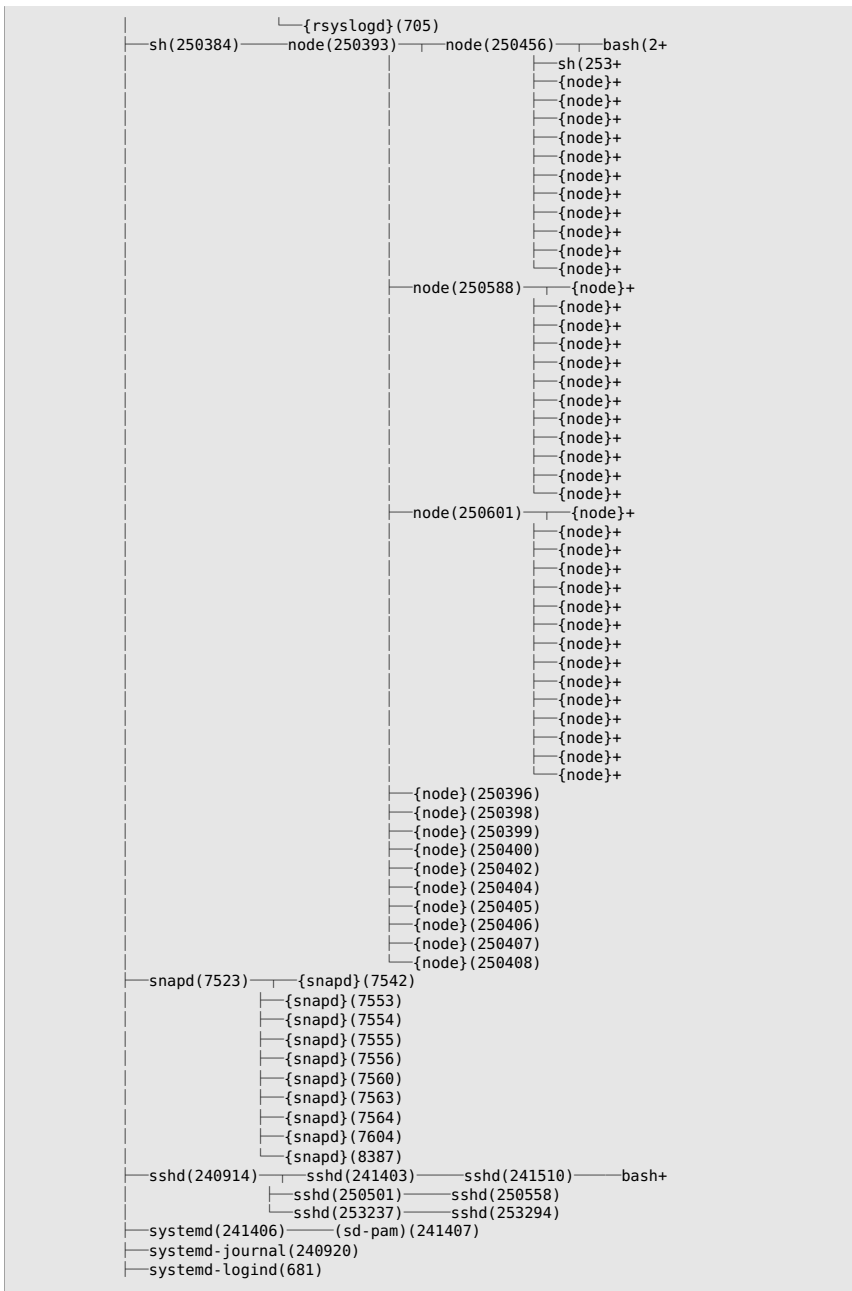 │ └─{rsyslogd}(705)
├─sh(250384)───node(250393)─┬─node(250456)─┬─bash(2+
│ │ ├─sh(253+
│ │ ├─{node}+
│ │ ├─{node}+
│ │ ├─{node}+
│ │ ├─{node}+
│ │ ├─{node}+
│ │ ├─{node}+
│ │ ├─{node}+
│ │ ├─{node}+
│ │ ├─{node}+
│ │ ├─{node}+
│ │ └─{node}+
│ ├─node(250588)─┬─{node}+
│ │ ├─{node}+
│ │ ├─{node}+
│ │ ├─{node}+
│ │ ├─{node}+
│ │ ├─{node}+
│ │ ├─{node}+
│ │ ├─{node}+
│ │ ├─{node}+
│ │ ├─{node}+
│ │ ├─{node}+
│ │ └─{node}+
│ ├─node(250601)─┬─{node}+
│ │ ├─{node}+
│ │ ├─{node}+
│ │ ├─{node}+
│ │ ├─{node}+
│ │ ├─{node}+
│ │ ├─{node}+
│ │ ├─{node}+
│ │ ├─{node}+
│ │ ├─{node}+
│ │ ├─{node}+
│ │ ├─{node}+
│ │ ├─{node}+
│ │ ├─{node}+
│ │ └─{node}+
│ ├─{node}(250396)
│ ├─{node}(250398)
│ ├─{node}(250399)
│ ├─{node}(250400)
│ ├─{node}(250402)
│ ├─{node}(250404)
│ ├─{node}(250405)
│ ├─{node}(250406)
│ ├─{node}(250407)
│ └─{node}(250408)
├─snapd(7523)─┬─{snapd}(7542)
│ ├─{snapd}(7553)
│ ├─{snapd}(7554)
│ ├─{snapd}(7555)
│ ├─{snapd}(7556)
│ ├─{snapd}(7560)
│ ├─{snapd}(7563)
│ ├─{snapd}(7564)
│ ├─{snapd}(7604)
│ └─{snapd}(8387)
├─sshd(240914)─┬─sshd(241403)───sshd(241510)───bash+
│ ├─sshd(250501)───sshd(250558)
│ └─sshd(253237)───sshd(253294)
├─systemd(241406)───(sd-pam)(241407)
├─systemd-journal(240920)
├─systemd-logind(681)